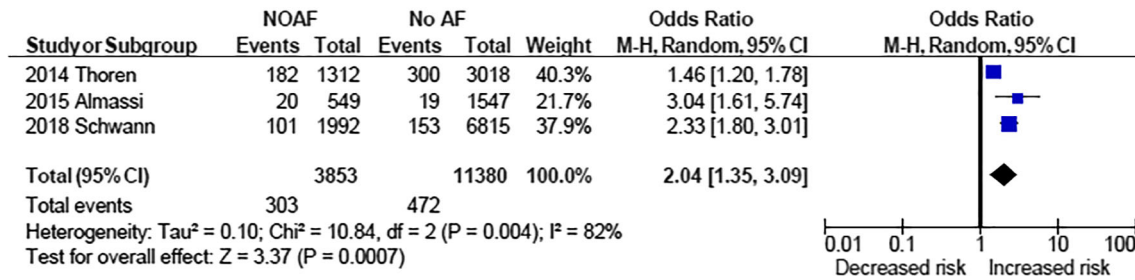 NOAF No AF Odds Ratio Odds Ratio
Study or Subgroup Events Total Events Total Weight M-H, Random, 95% CI M-H, Random, 95% CI
2014 Thoren 182 1312 300 3018 40.3% 1.46 [1.20, 1.78]
2015 Almassi 20 549 19 1547 21.7% 3.04 [1.61, 5.74]
2018 Schwann 101 1992 153 6815 37.9% 2.33 [1.80, 3.01]
Total (95% CI) 3853 11380 100.0% 2.04 [1.35, 3.09]
Total events 303 472
Heterogeneity: Tau² = 0.10; Chi² = 10.84, df = 2 (P = 0.004); I² = 82%
Test for overall effect: Z = 3.37 (P = 0.0007)
0.01 0.1 1 10 100
Decreased risk Increased risk